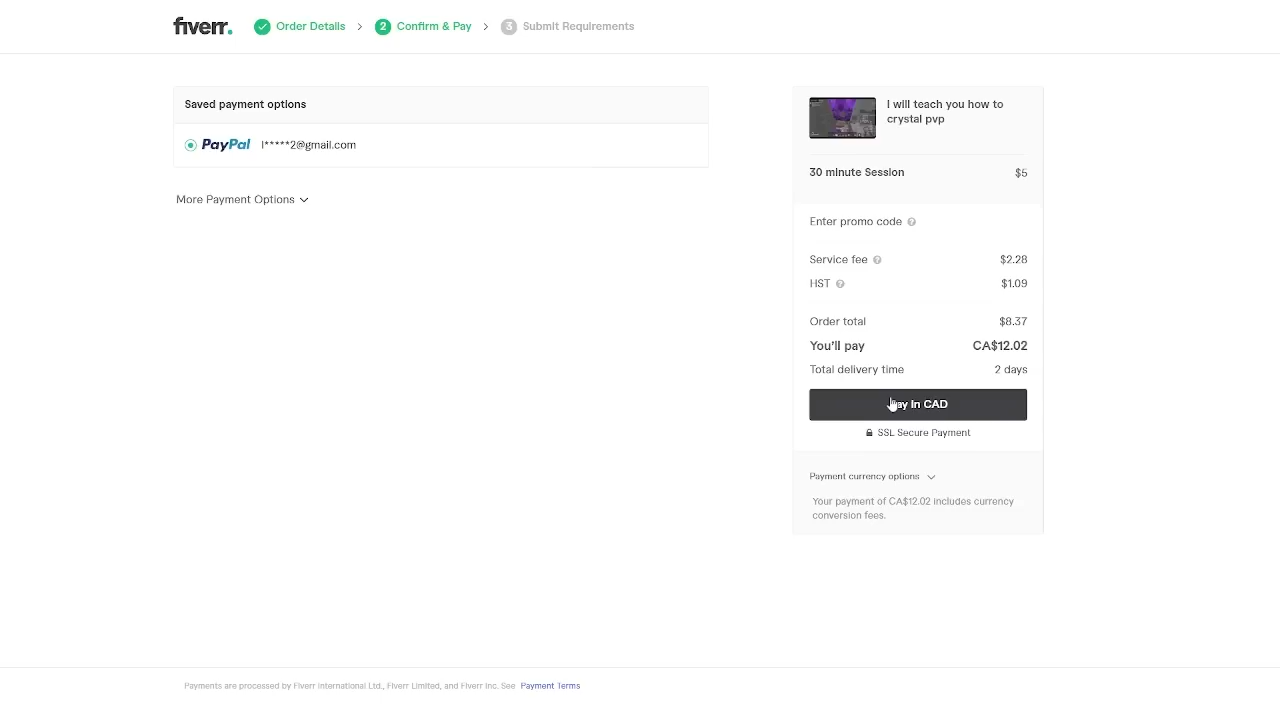 fiverr.
Order Details
2 Confirm & Pay
3 Submit Requirements
Saved payment options
PayPal l*****2@gmail.com
More Payment Options
I will teach you how to
crystal pvp
30 minute Session $5
Enter promo code ?
Service fee ? $2.28
HST ? $1.09
Order total $8.37
You'll pay CA$12.02
Total delivery time 2 days
ay in CAD
SSL Secure Payment
Payment currency options
Your payment of CA$12.02 includes currency
conversion fees.
Payments are processed by Fiverr International Ltd., Fiverr Limited, and Fiverr Inc. See Payment Terms